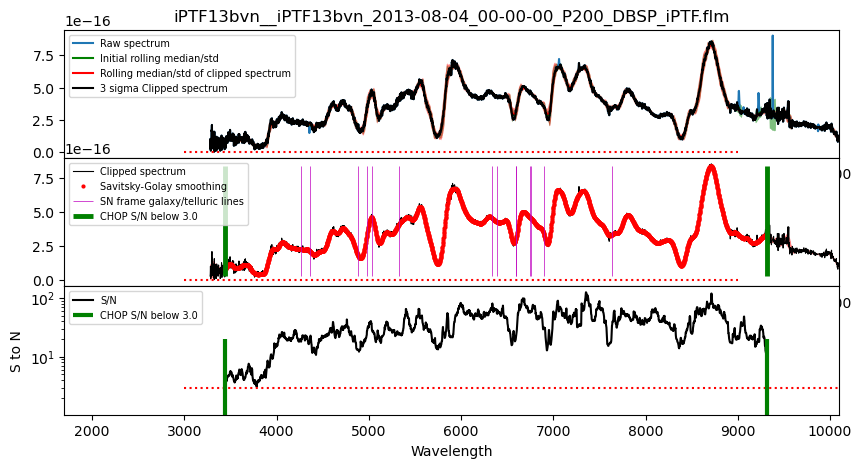 iPTF13bvn__iPTF13bvn_2013-08-04_00-00-00_P200_DBSP_iPTF.flm
1e−16
7.5
5.0
2.5
0.0
Raw spectrum
Initial rolling median/std
Rolling median/std of clipped spectrum
3 sigma Clipped spectrum
1e−16
7.5
5.0
2.5
0.0
Clipped spectrum
Savitsky-Golay smoothing
SN frame galaxy/telluric lines
CHOP S/N below 3.0
S to N
10²
10¹
S/N
CHOP S/N below 3.0
2000 3000 4000 5000 6000 7000 8000 9000 10000
Wavelength